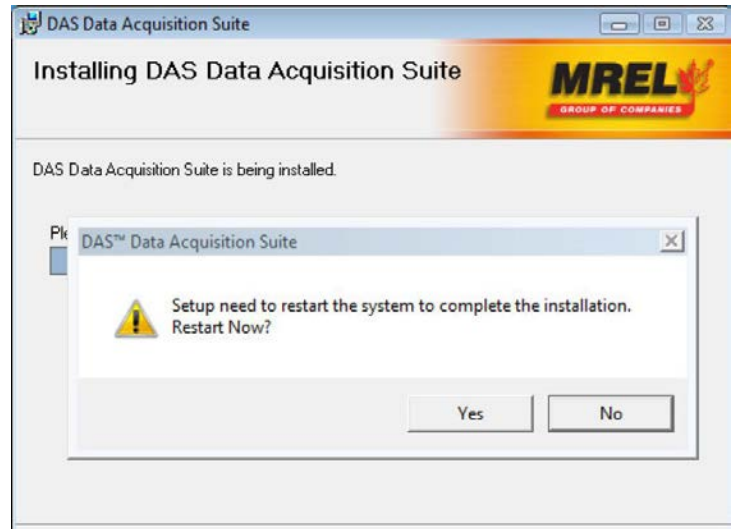 DAS Data Acquisition Suite
Installing DAS Data Acquisition Suite
MREL
GROUP OF COMPANIES
DAS Data Acquisition Suite is being installed.
DAS™ Data Acquisition Suite
Setup need to restart the system to complete the installation.
Restart Now?
Yes No